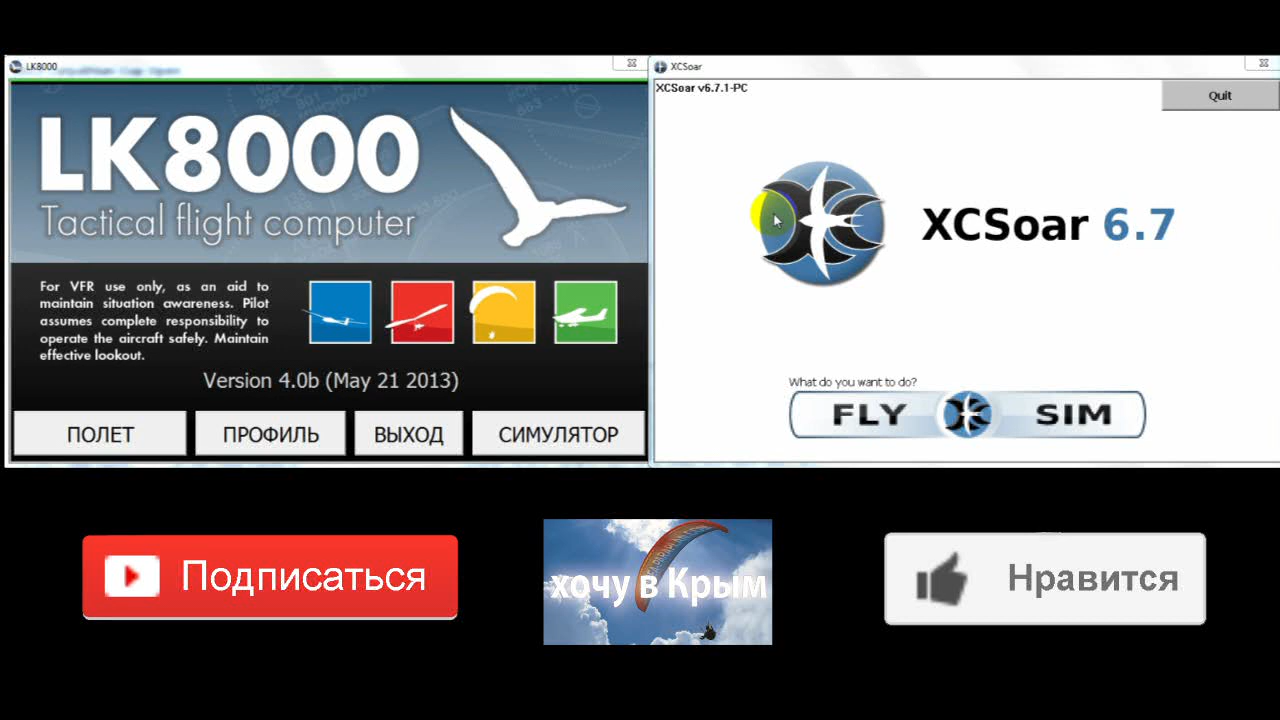 LK8000
LK8000
Tactical flight computer
For VFR use only, as an aid to
maintain situation awareness. Pilot
assumes complete responsibility to
operate the aircraft safely. Maintain
effective lookout.
Version 4.0b (May 21 2013)
ПОЛЕТ
ПРОФИЛЬ
ВЫХОД
СИМУЛЯТОР
XCSoar
XCSoar v6.7.1-PC
Quit
XCSoar 6.7
What do you want to do?
FLY
SIM
Подписаться
хочу в Крым
Нравится